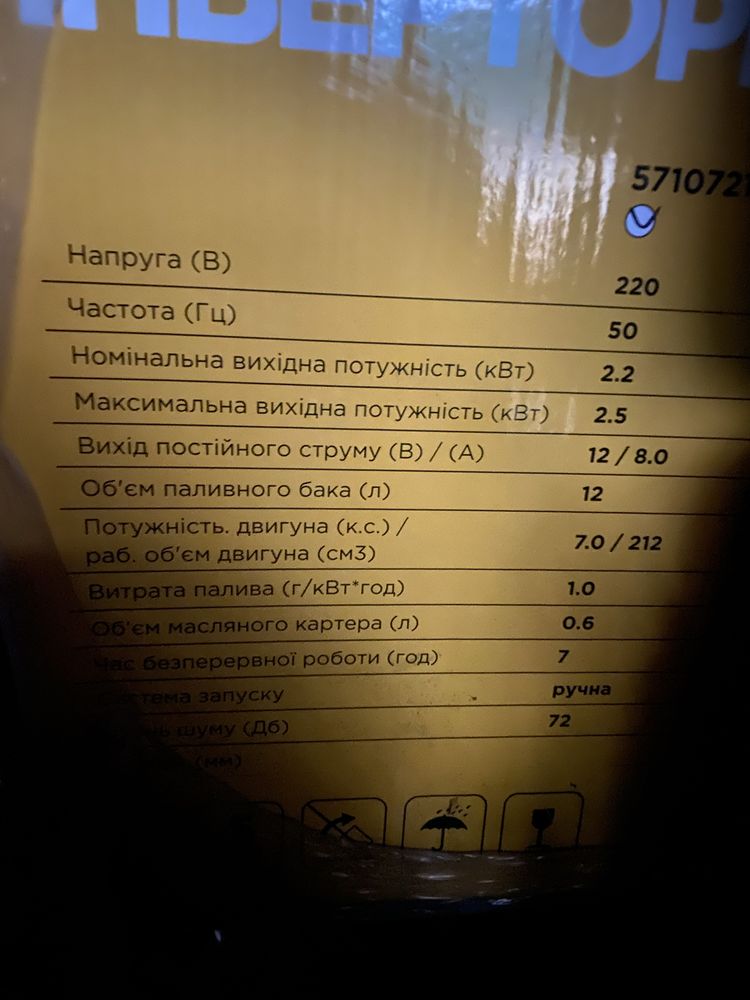 571072
Напруга (В) 220
Частота (Гц) 50
Номінальна вихідна потужність (кВт) 2.2
Максимальна вихідна потужність (кВт) 2.5
Вихід постійного струму (В) / (А) 12 / 8.0
Об'єм паливного бака (л) 12
Потужність. двигуна (к.с.) /
раб. об'єм двигуна (см3) 7.0 / 212
Витрата палива (г/кВт*год) 1.0
Об'єм масляного картера (л) 0.6
Час безперервної роботи (год) 7
Система запуску ручна
шуму (Дб) 72
(мм)